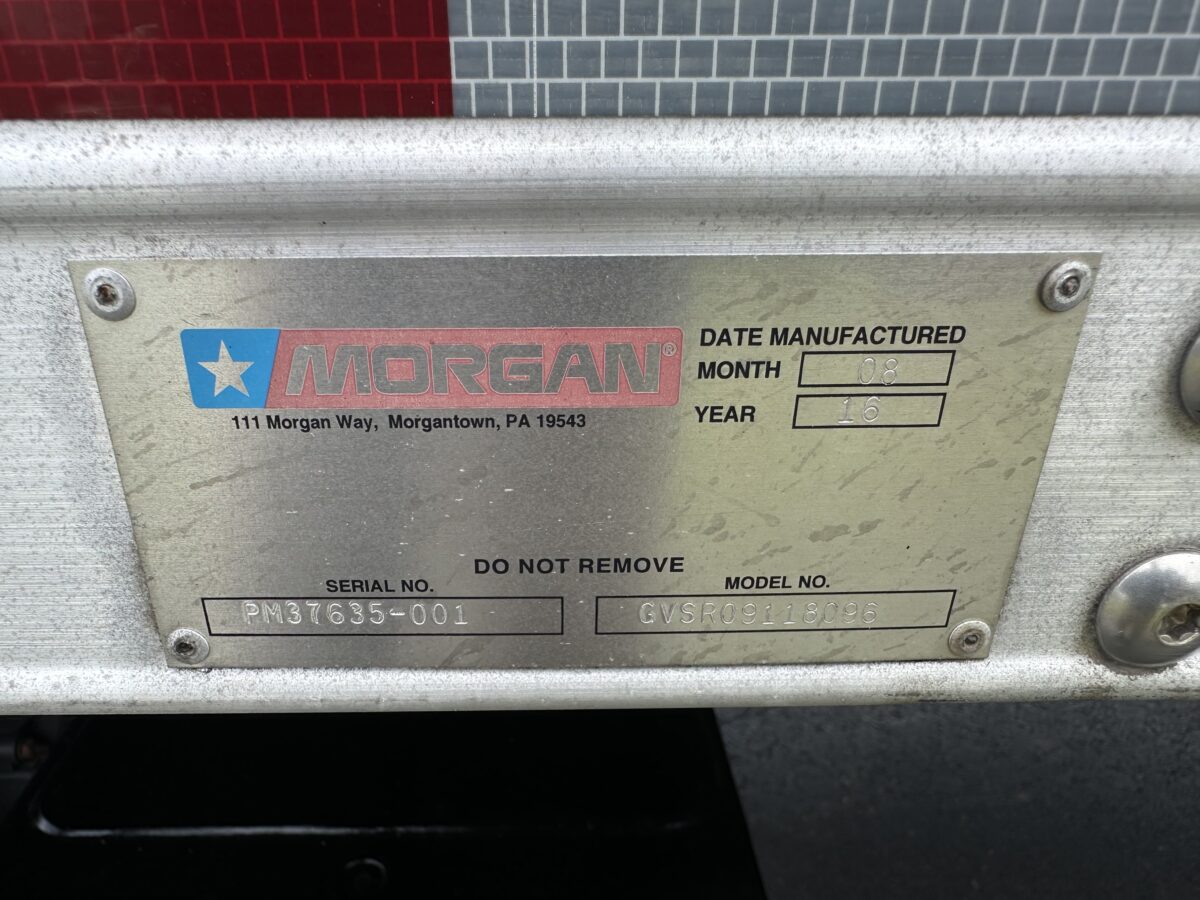 MORGAN®
111 Morgan Way, Morgantown, PA 19543
DATE MANUFACTURED
MONTH 08
YEAR 16
DO NOT REMOVE
SERIAL NO.
PM37635-001
MODEL NO.
GVSR09118096